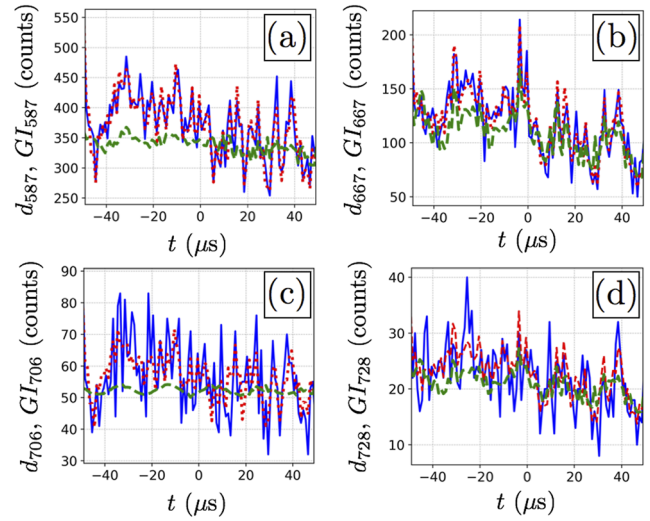 (a)
d₅₈₇, GI₅₈₇ (counts)
550
500
450
400
350
300
250
−40 −20 0 20 40
t (μs)
(b)
d₆₆₇, GI₆₆₇ (counts)
200
150
100
50
−40 −20 0 20 40
t (μs)
(c)
d₇₀₆, GI₇₀₆ (counts)
90
80
70
60
50
40
30
−40 −20 0 20 40
t (μs)
(d)
d₇₂₈, GI₇₂₈ (counts)
40
30
20
10
−40 −20 0 20 40
t (μs)